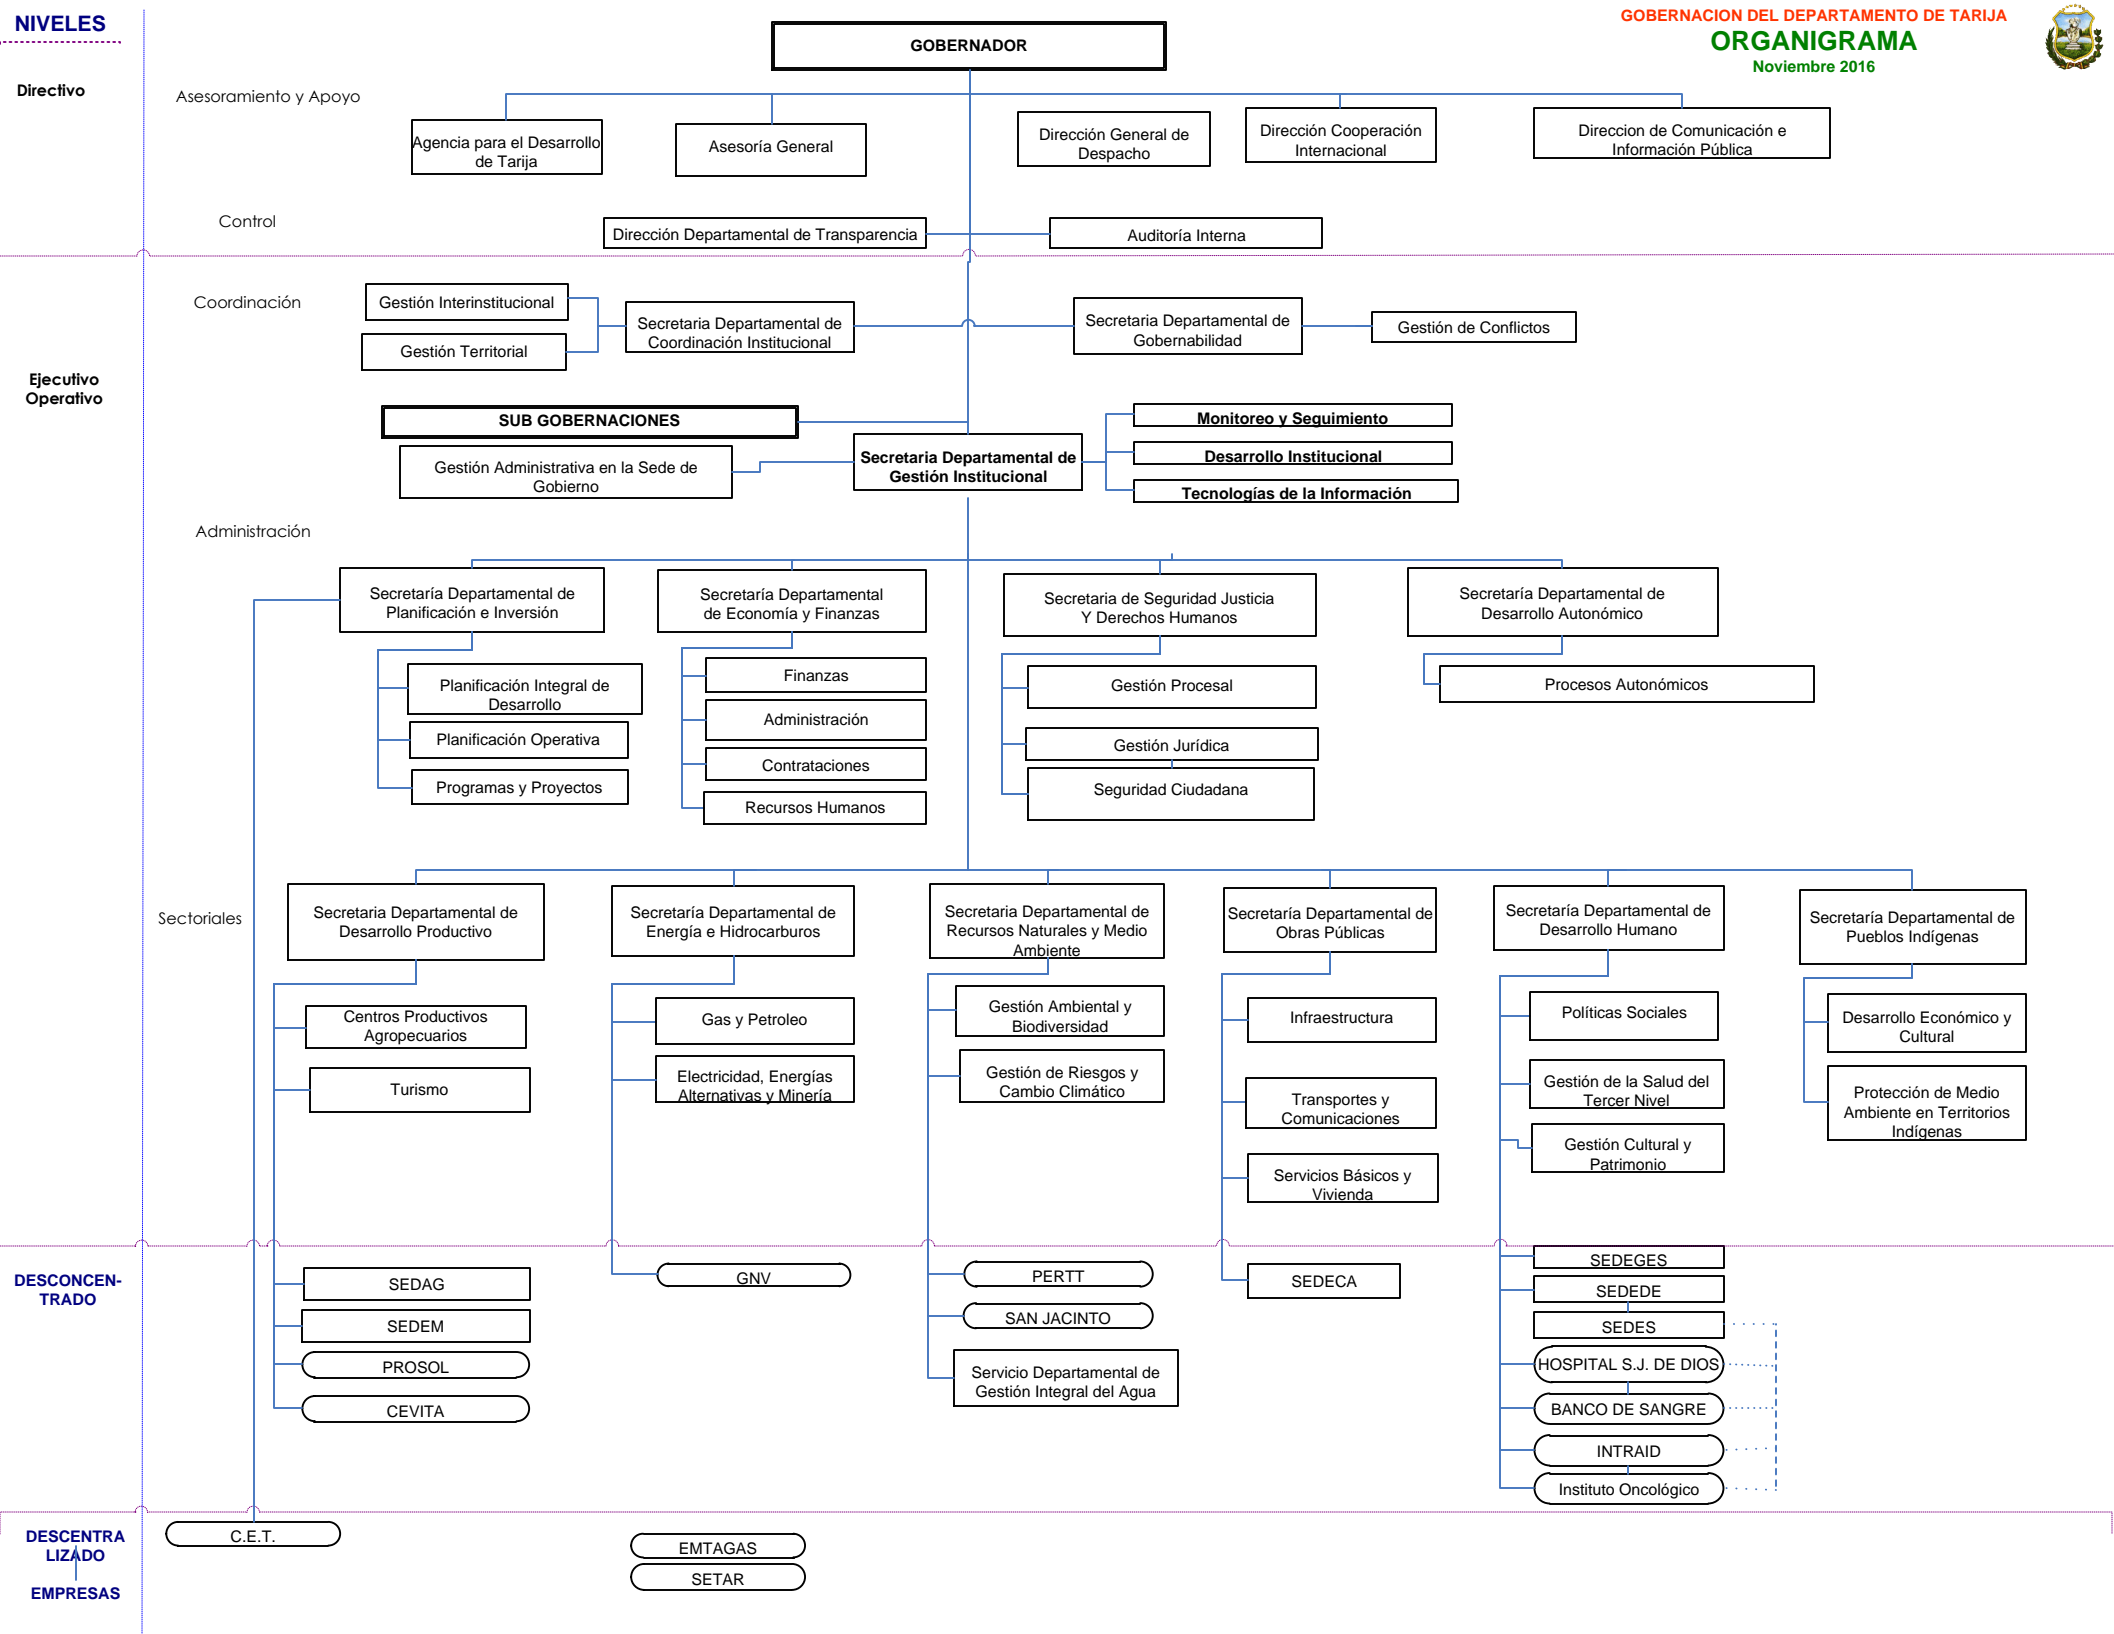 NIVELES
GOBERNACION DEL DEPARTAMENTO DE TARIJA
ORGANIGRAMA
Noviembre 2016
GOBERNADOR
Directivo
Asesoramiento y Apoyo
Agencia para el Desarrollo
de Tarija
Asesoría General
Dirección General de
Despacho
Dirección Cooperación
Internacional
Direccion de Comunicación e
Información Pública
Control
Dirección Departamental de Transparencia
Auditoría Interna
Coordinación
Gestión Interinstitucional
Gestión Territorial
Secretaria Departamental de
Coordinación Institucional
Secretaria Departamental de
Gobernabilidad
Gestión de Conflictos
Ejecutivo
Operativo
SUB GOBERNACIONES
Gestión Administrativa en la Sede de
Gobierno
Secretaria Departamental de
Gestión Institucional
Monitoreo y Seguimiento
Desarrollo Institucional
Tecnologías de la Información
Administración
Secretaría Departamental de
Planificación e Inversión
Secretaría Departamental
de Economía y Finanzas
Secretaria de Seguridad Justicia
Y Derechos Humanos
Secretaría Departamental de
Desarrollo Autonómico
Planificación Integral de
Desarrollo
Planificación Operativa
Programas y Proyectos
Finanzas
Administración
Contrataciones
Recursos Humanos
Gestión Procesal
Gestión Jurídica
Seguridad Ciudadana
Procesos Autonómicos
Sectoriales
Secretaria Departamental de
Desarrollo Productivo
Secretaría Departamental de
Energía e Hidrocarburos
Secretaria Departamental de
Recursos Naturales y Medio
Ambiente
Secretaría Departamental de
Obras Públicas
Secretaría Departamental de
Desarrollo Humano
Secretaría Departamental de
Pueblos Indígenas
Centros Productivos
Agropecuarios
Turismo
Gas y Petroleo
Electricidad, Energías
Alternativas y Minería
Gestión Ambiental y
Biodiversidad
Gestión de Riesgos y
Cambio Climático
Infraestructura
Transportes y
Comunicaciones
Servicios Básicos y
Vivienda
Políticas Sociales
Gestión de la Salud del
Tercer Nivel
Gestión Cultural y
Patrimonio
Desarrollo Económico y
Cultural
Protección de Medio
Ambiente en Territorios
Indígenas
DESCONCEN-
TRADO
SEDAG
SEDEM
PROSOL
CEVITA
GNV
PERTT
SAN JACINTO
Servicio Departamental de
Gestión Integral del Agua
SEDECA
SEDEGES
SEDEDE
SEDES
HOSPITAL S.J. DE DIOS
BANCO DE SANGRE
INTRAID
Instituto Oncológico
DESCENTRA
LIZADO
EMPRESAS
C.E.T.
EMTAGAS
SETAR